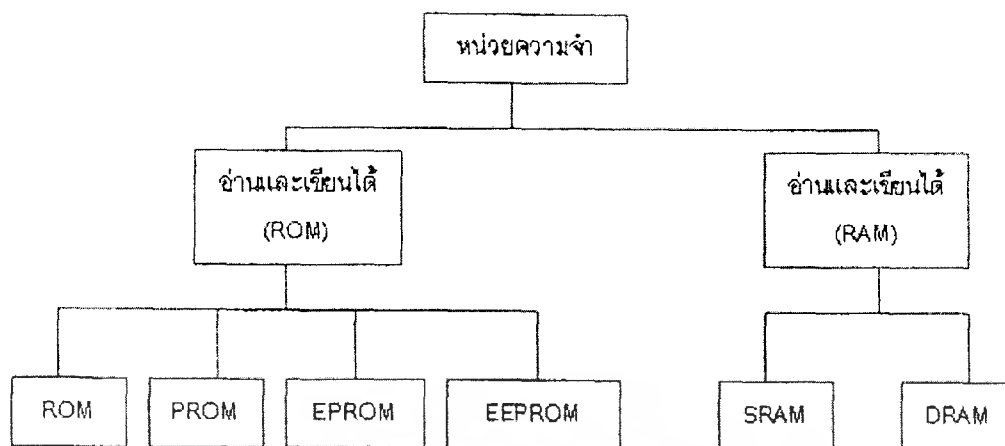 หน่วยความจำ
อ่านและเขียนได้
(ROM)
อ่านและเขียนได้
(RAM)
ROM
PROM
EPROM
EEPROM
SRAM
DRAM